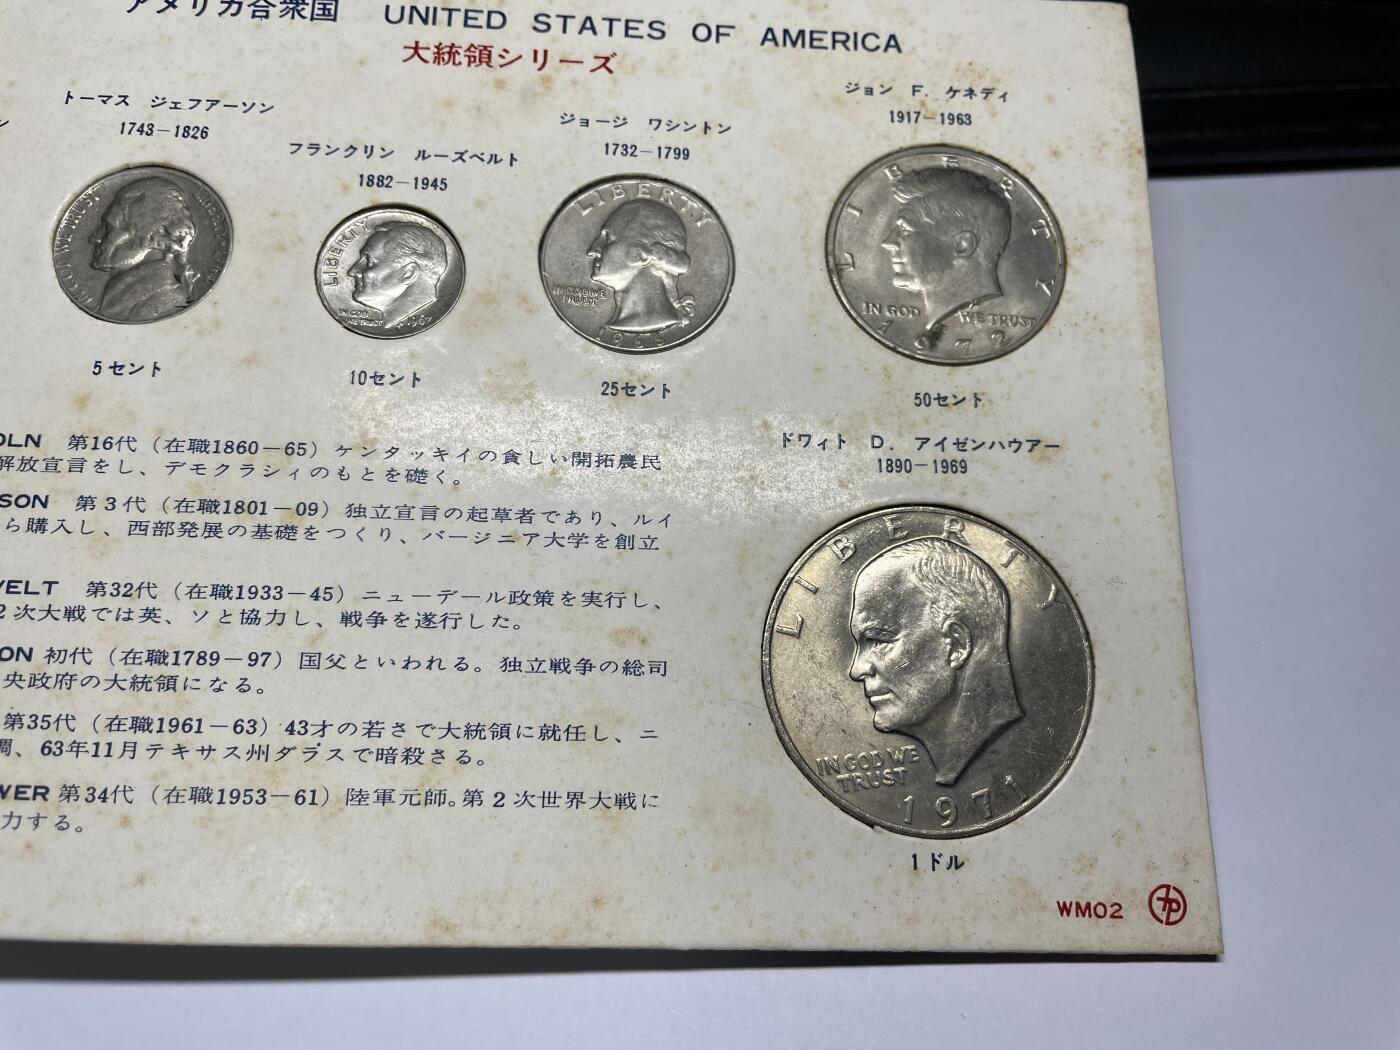 アメリカ合衆国 UNITED STATES OF AMERICA
大統領シリーズ
トーマス ジェファーソン
1743－1826
LIBERTY
5セント
フランクリン ルーズベルト
1882－1945
LIBERTY
IN GOD
WE TRUST
1967
10セント
ジョージ ワシントン
1732－1799
LIBERTY
IN GOD WE
TRUST
25セント
ジョン F. ケネディ
1917－1963
LIBERTY
IN GOD WE TRUST
1972
50セント
ドワィト D. アイゼンハウアー
1890－1969
LIBERTY
IN GOD WE
TRUST
1971
1ドル
OLN 第16代（在職1860－65）ケンタッキイの貧しい開拓農民
解放宣言をし、デモクラシィのもとを礎く。
SON 第3代（在職1801－09）独立宣言の起草者であり、ルイ
ら購入し、西部発展の基礎をつくり、バージニア大学を創立
VELT 第32代（在職1933－45）ニューデール政策を実行し、
2次大戦では英、ソと協力し、戦争を遂行した。
ON 初代（在職1789－97）国父といわれる。独立戦争の総司
央政府の大統領になる。
第35代（在職1961－63）43才の若さで大統領に就任し、ニ
調、63年11月テキサス州ダラスで暗殺さる。
WER 第34代（在職1953－61）陸軍元師。第2次世界大戦に
力する。
WM02